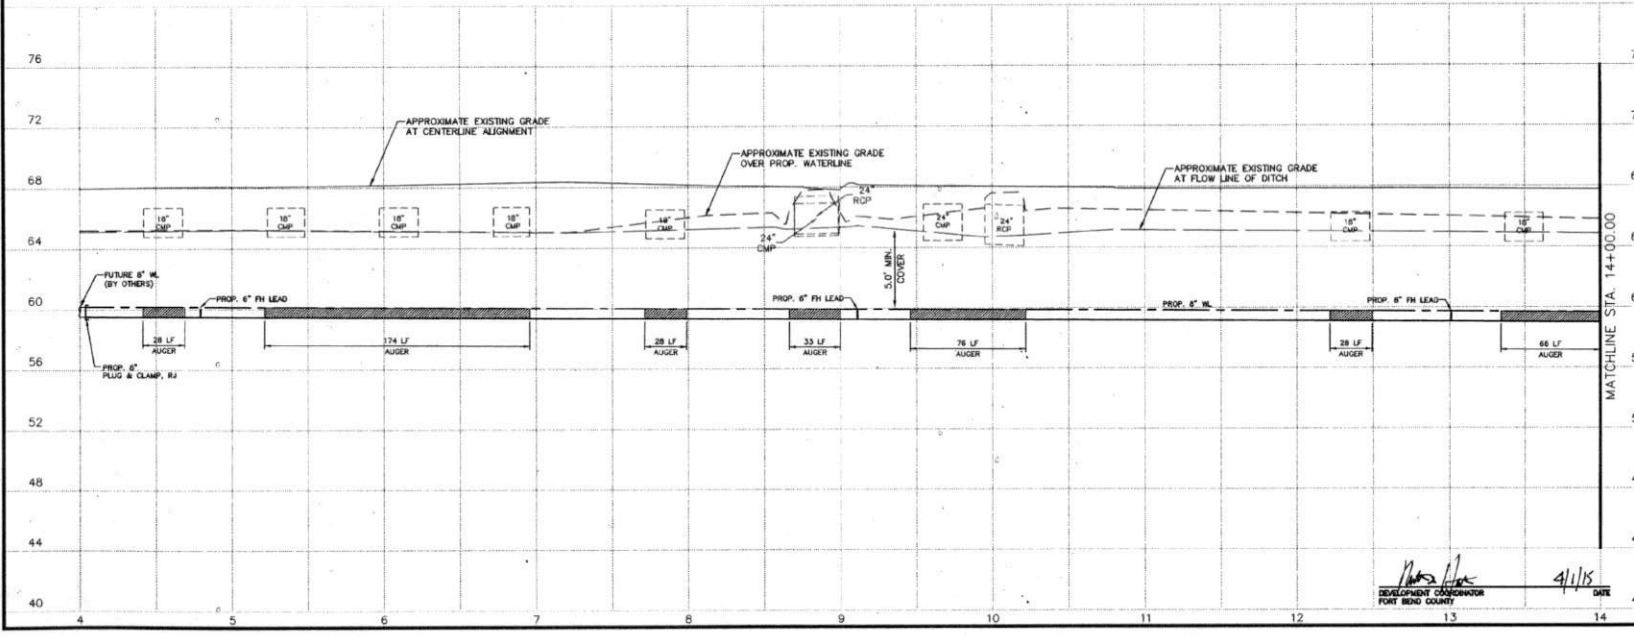 76
72
68
64
60
56
52
48
44
40
APPROXIMATE EXISTING GRADE
AT CENTERLINE ALIGNMENT
APPROXIMATE EXISTING GRADE
OVER PROP. WATERLINE
APPROXIMATE EXISTING GRADE
AT FLOW LINE OF DITCH
18"
CMP
18"
CMP
18"
CMP
18"
CMP
18"
CMP
24"
CMP
24"
RCP
24"
CMP
24"
RCP
18"
CMP
18"
CMP
5.0' MIN.
COVER
FUTURE 8" WL
(BY OTHERS)
PROP. 6" FH LEAD
PROP. 6" FH LEAD
PROP. 8" WL
PROP. 6" FH LEAD
28 LF
AUGER
174 LF
AUGER
28 LF
AUGER
33 LF
AUGER
76 LF
AUGER
28 LF
AUGER
66 LF
AUGER
PROP. 8"
PLUG & CLAMP, RJ
MATCHLINE STA. 14+00.00
4/1/15
DEVELOPMENT COORDINATOR
FORT BEND COUNTY
DATE
4 5 6 7 8 9 10 11 12 13 14